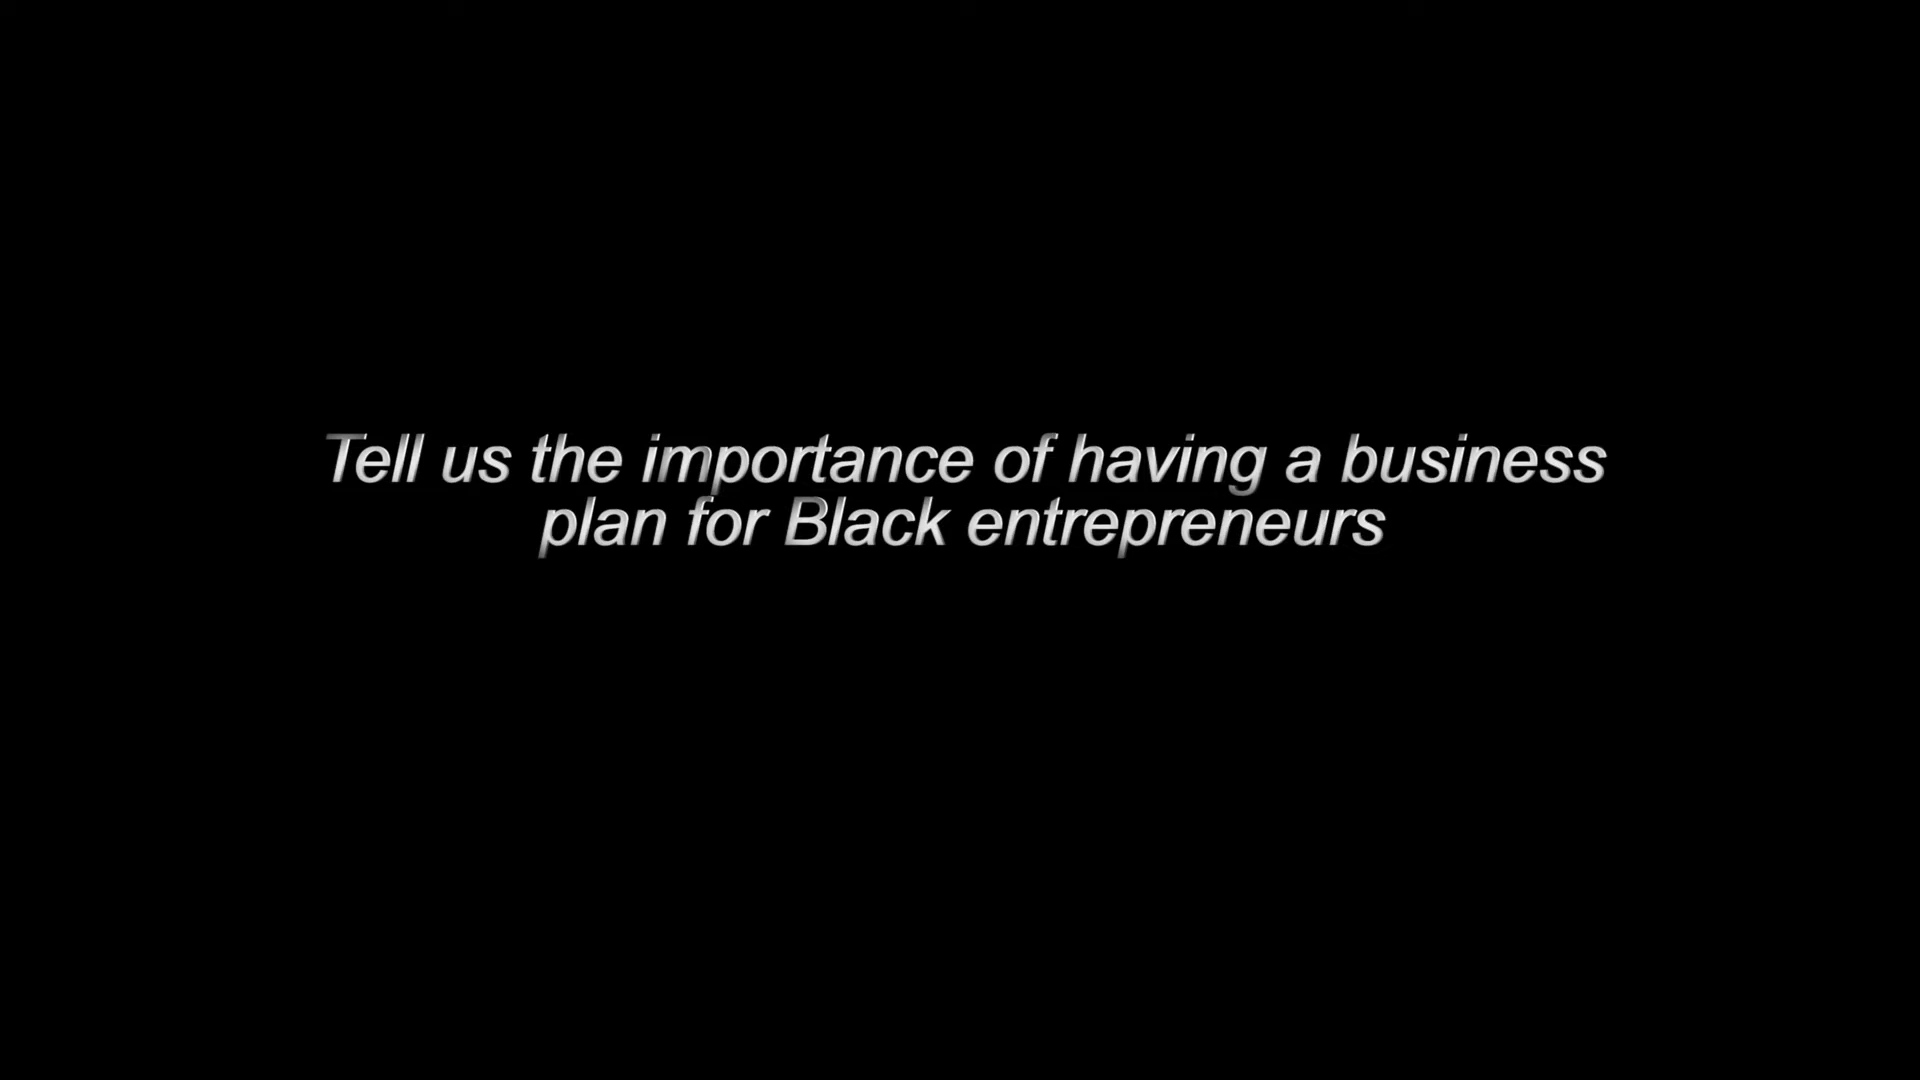 Tell us the importance of having a business
plan for Black entrepreneurs